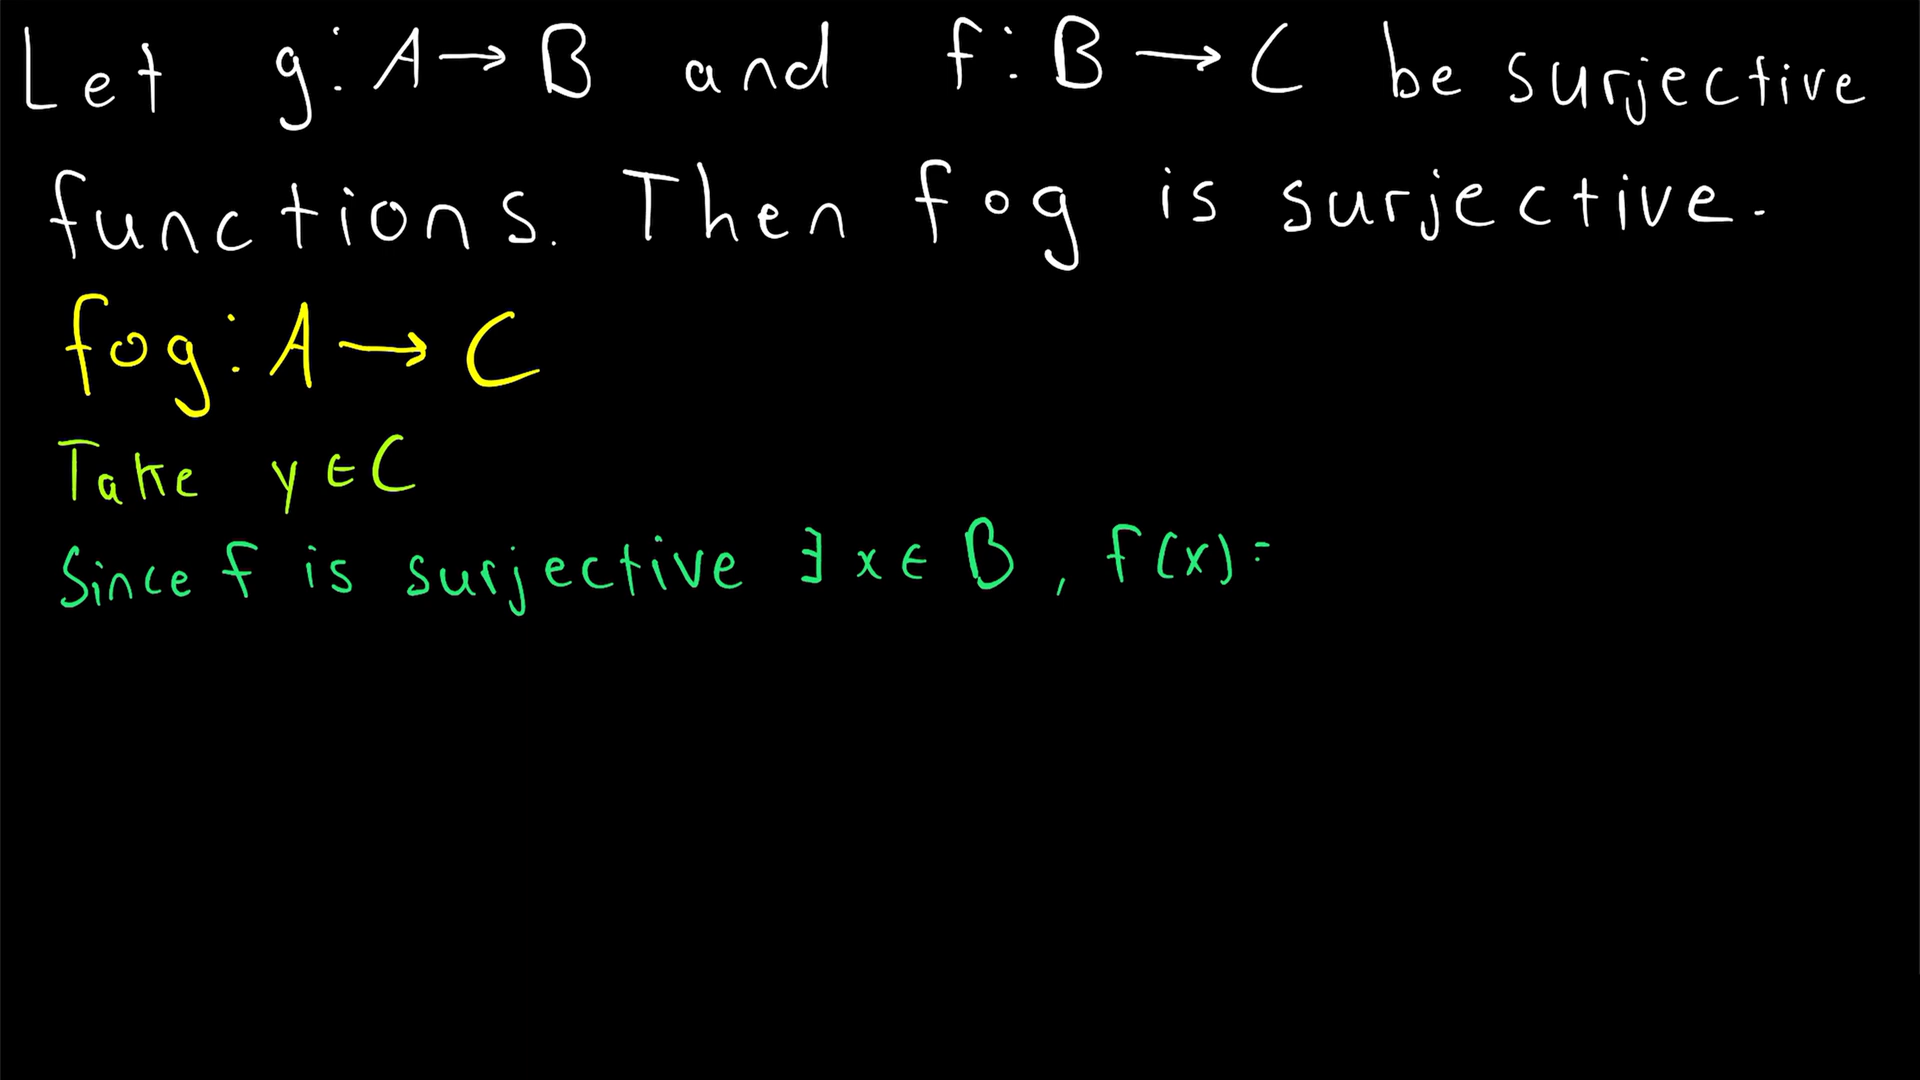 Let g: A → B and f: B → C be surjective
functions. Then f∘g is surjective.
f∘g: A → C
Take y ∈ C
Since f is surjective ∃ x ∈ B, f(x)=